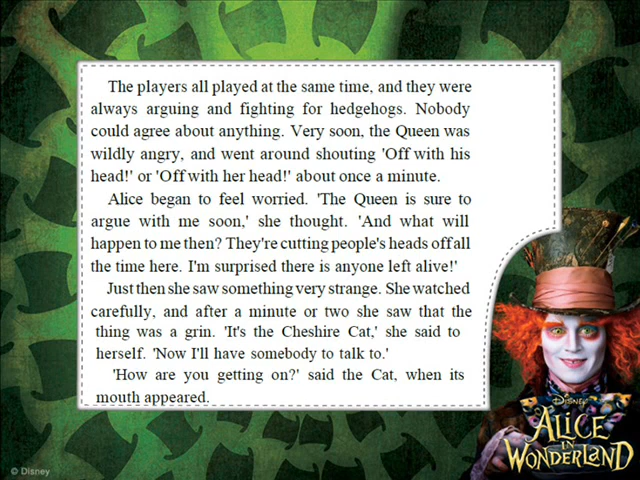 The players all played at the same time, and they were
always arguing and fighting for hedgehogs. Nobody
could agree about anything. Very soon, the Queen was
wildly angry, and went around shouting 'Off with his
head!' or 'Off with her head!' about once a minute.
Alice began to feel worried. 'The Queen is sure to
argue with me soon,' she thought. 'And what will
happen to me then? They're cutting people's heads off all
the time here. I'm surprised there is anyone left alive!'
Just then she saw something very strange. She watched
carefully, and after a minute or two she saw that the
thing was a grin. 'It's the Cheshire Cat,' she said to
herself. 'Now I'll have somebody to talk to.'
'How are you getting on?' said the Cat, when its
mouth appeared.
DISNEY
ALICE
IN
WONDERLAND
© Disney